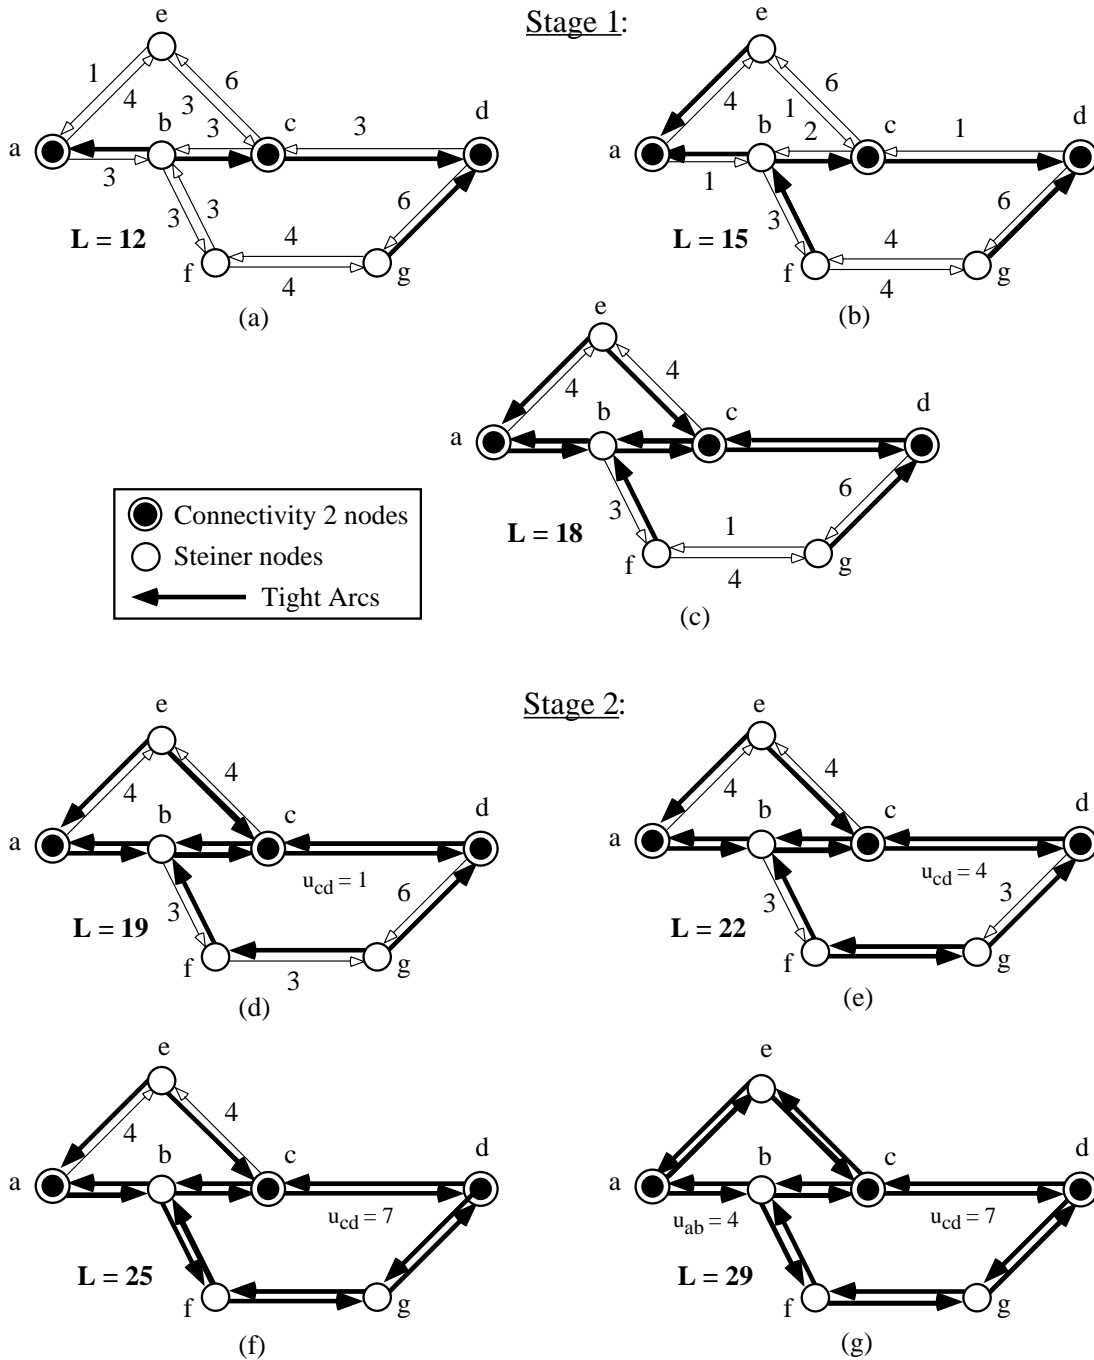 Stage 1:
e
1
4
6
3
b
3
c
3
d
a
3
3
3
6
L = 12
4
f
4
g
(a)
e
4
6
1
b
2
c
1
d
a
1
3
6
L = 15
4
f
4
g
(b)
e
4
4
b
c
d
a
3
6
L = 18
1
f
4
g
(c)
Connectivity 2 nodes
Steiner nodes
Tight Arcs
Stage 2:
e
4
4
b
c
d
a
u_cd = 1
3
6
L = 19
f
3
g
(d)
e
4
4
b
c
d
a
u_cd = 4
3
3
L = 22
f
g
(e)
e
4
4
b
c
d
a
u_cd = 7
L = 25
f
g
(f)
e
b
c
d
a
u_ab = 4
u_cd = 7
L = 29
f
g
(g)